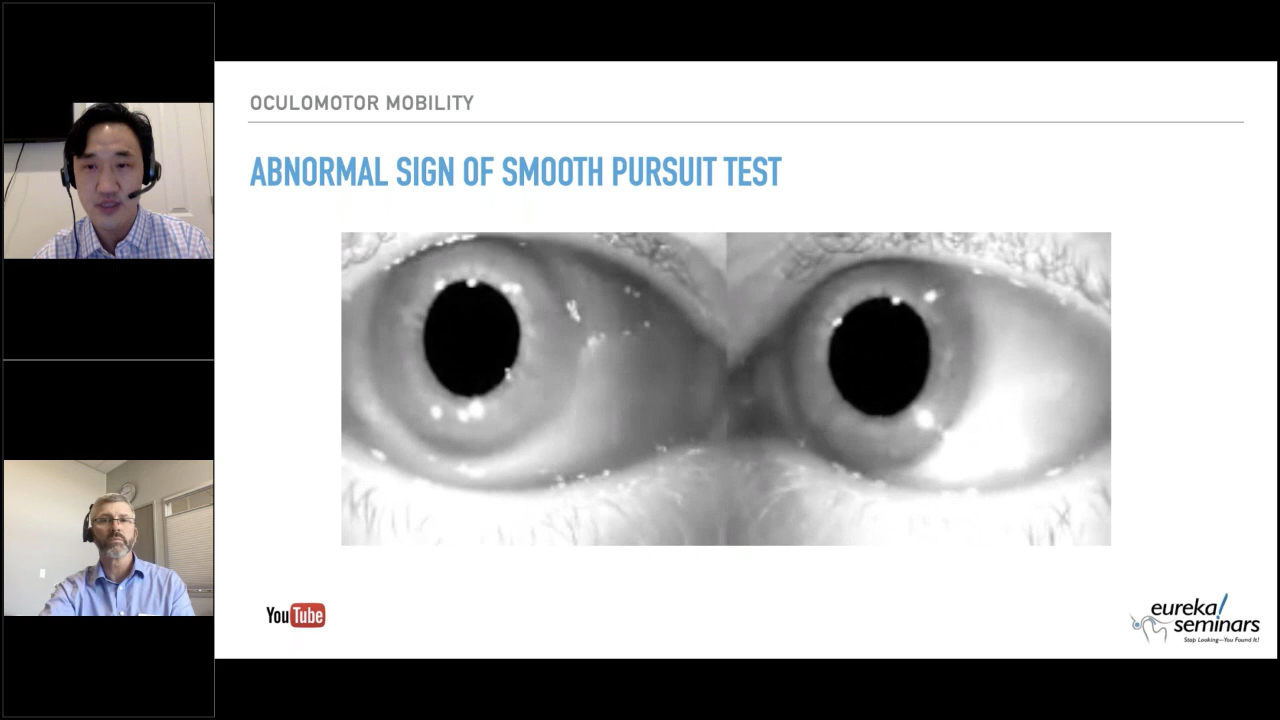 OCULOMOTOR MOBILITY
ABNORMAL SIGN OF SMOOTH PURSUIT TEST
YouTube
eureka!
seminars
Stop Looking—You Found It!